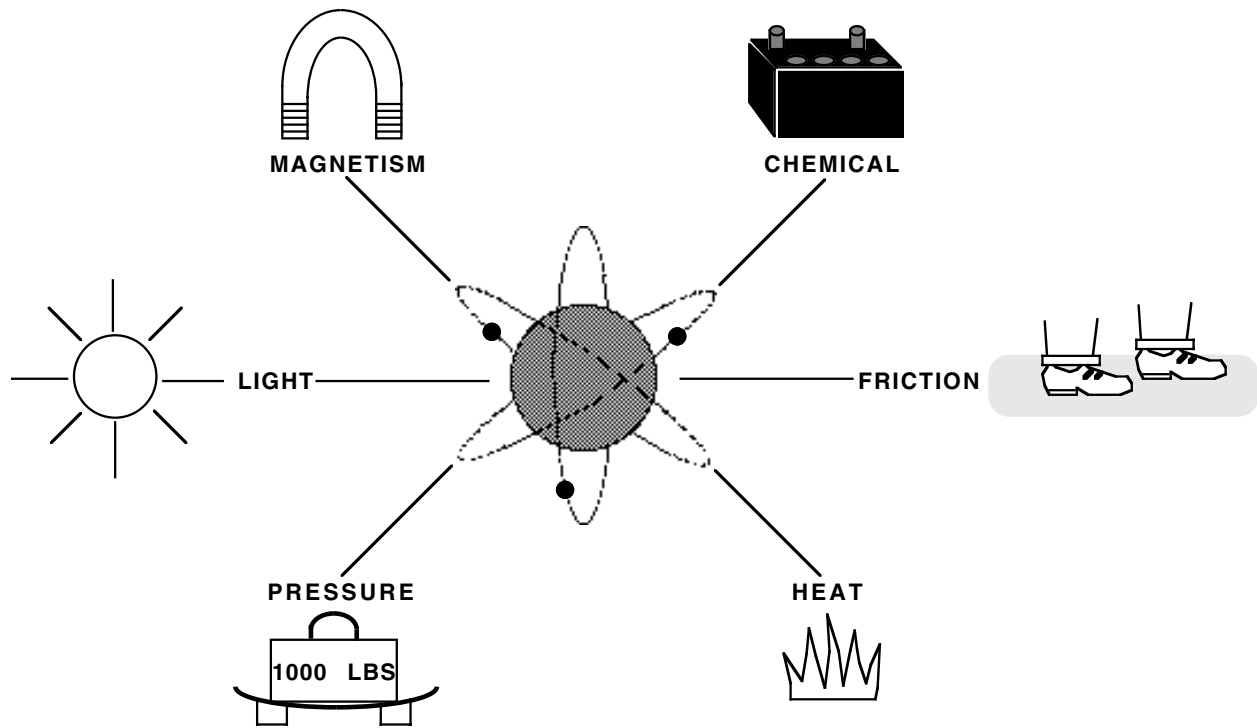 MAGNETISM
CHEMICAL
LIGHT
FRICTION
PRESSURE
HEAT
1000 LBS